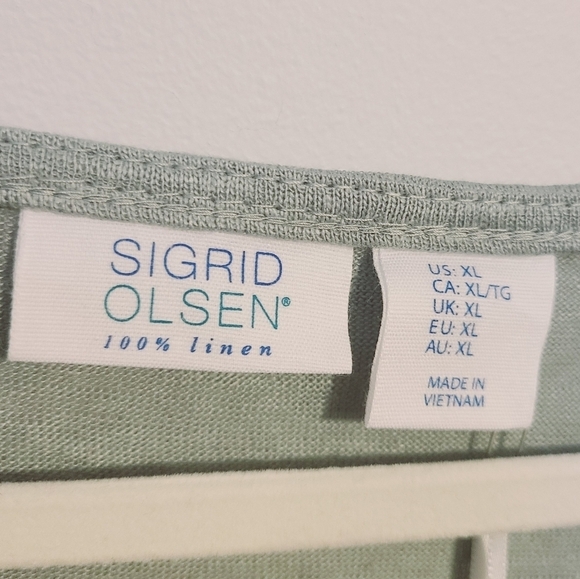 SIGRID
OLSEN®
100% linen
US: XL
CA: XL/TG
UK: XL
EU: XL
AU: XL
MADE IN
VIETNAM